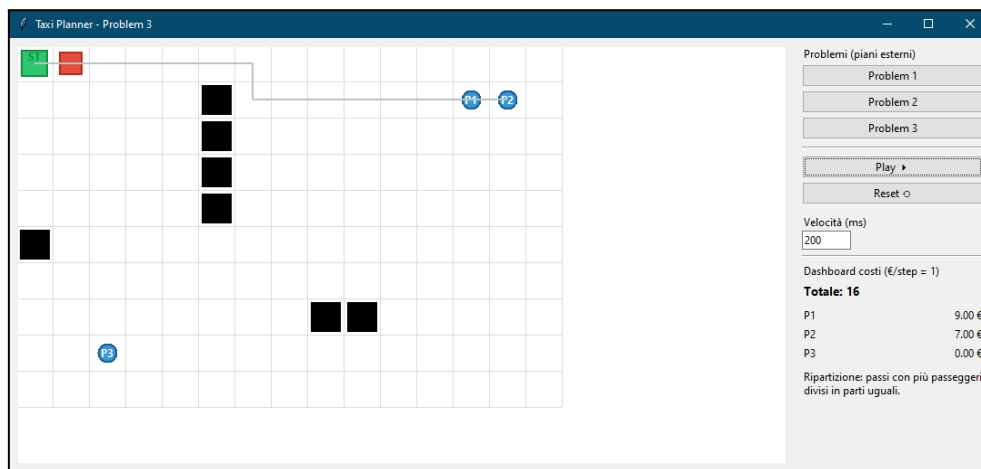 Taxi Planner - Problem 3
ST
P1
P2
P3
Problemi (piani esterni)
Problem 1
Problem 2
Problem 3
Play
Reset
Velocità (ms)
200
Dashboard costi (€/step = 1)
Totale: 16
P1 9.00 €
P2 7.00 €
P3 0.00 €
Ripartizione: passi con più passeggeri
divisi in parti uguali.